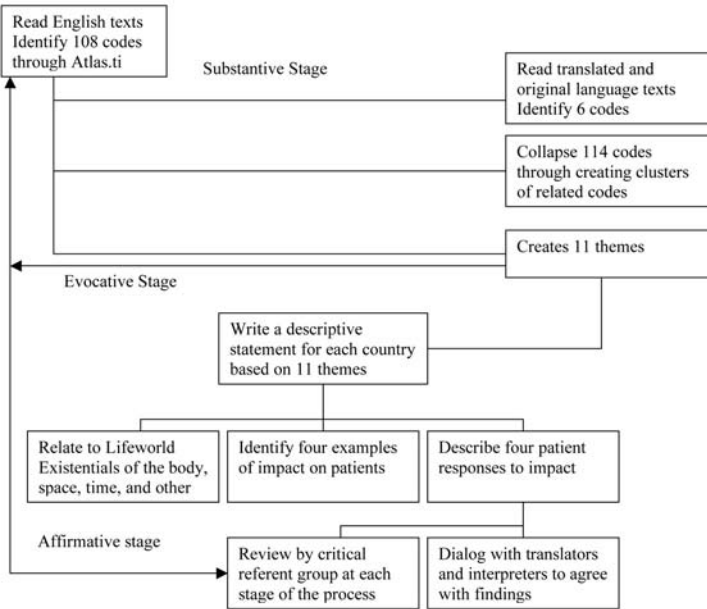 Read English texts
Identify 108 codes
through Atlas.ti
Substantive Stage
Read translated and
original language texts
Identify 6 codes
Collapse 114 codes
through creating clusters
of related codes
Creates 11 themes
Evocative Stage
Write a descriptive
statement for each country
based on 11 themes
Relate to Lifeworld
Existentials of the body,
space, time, and other
Identify four examples
of impact on patients
Describe four patient
responses to impact
Affirmative stage
Review by critical
referent group at each
stage of the process
Dialog with translators
and interpreters to agree
with findings